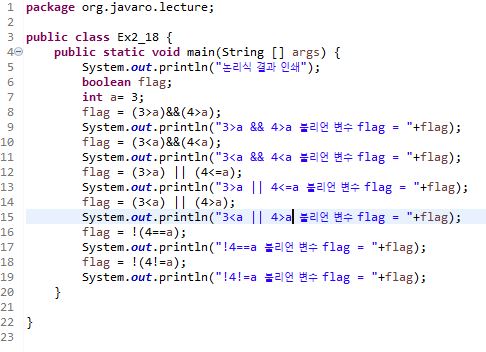 1 package org.javaro.lecture;
2
3 public class Ex2_18 {
4 public static void main(String [] args) {
5 System.out.println("논리식 결과 인쇄");
6 boolean flag;
7 int a= 3;
8 flag = (3>a)&&(4>a);
9 System.out.println("3>a && 4>a 불리언 변수 flag = "+flag);
10 flag = (3<a)&&(4<a);
11 System.out.println("3<a && 4<a 불리언 변수 flag = "+flag);
12 flag = (3>a) || (4<=a);
13 System.out.println("3>a || 4<=a 불리언 변수 flag = "+flag);
14 flag = (3<a) || (4>a);
15 System.out.println("3<a || 4>a 불리언 변수 flag = "+flag);
16 flag = !(4==a);
17 System.out.println("!4==a 불리언 변수 flag = "+flag);
18 flag = !(4!=a);
19 System.out.println("!4!=a 불리언 변수 flag = "+flag);
20 }
21
22 }
23